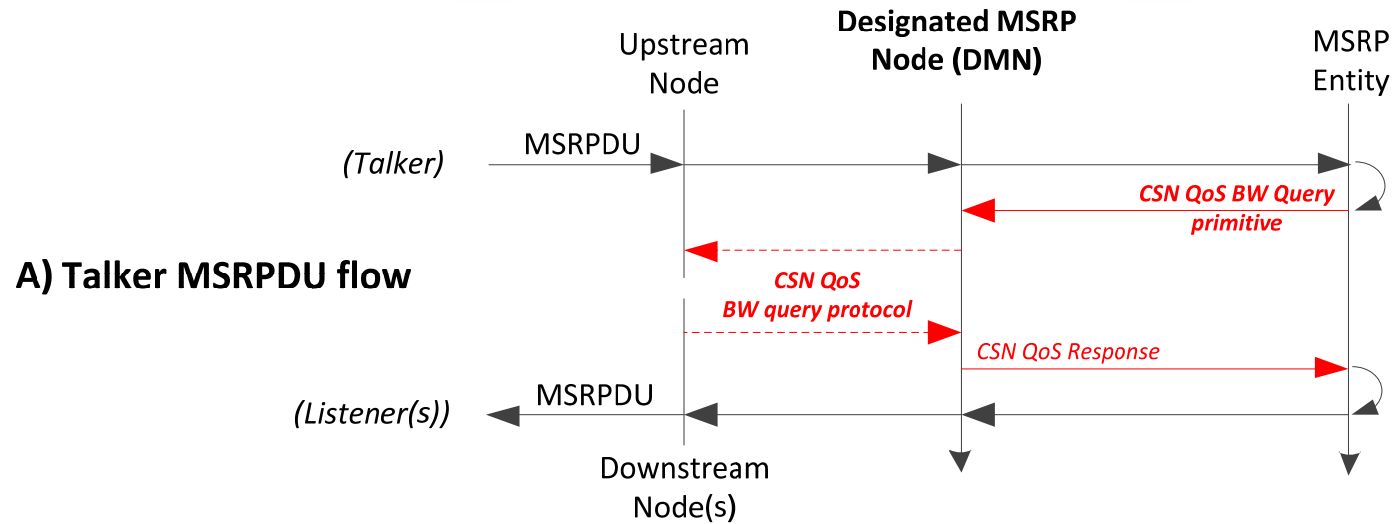 Upstream
Node
Designated MSRP
Node (DMN)
MSRP
Entity
(Talker)
MSRPDU
CSN QoS BW Query
primitive
A) Talker MSRPDU flow
CSN QoS
BW query protocol
CSN QoS Response
(Listener(s))
MSRPDU
Downstream
Node(s)